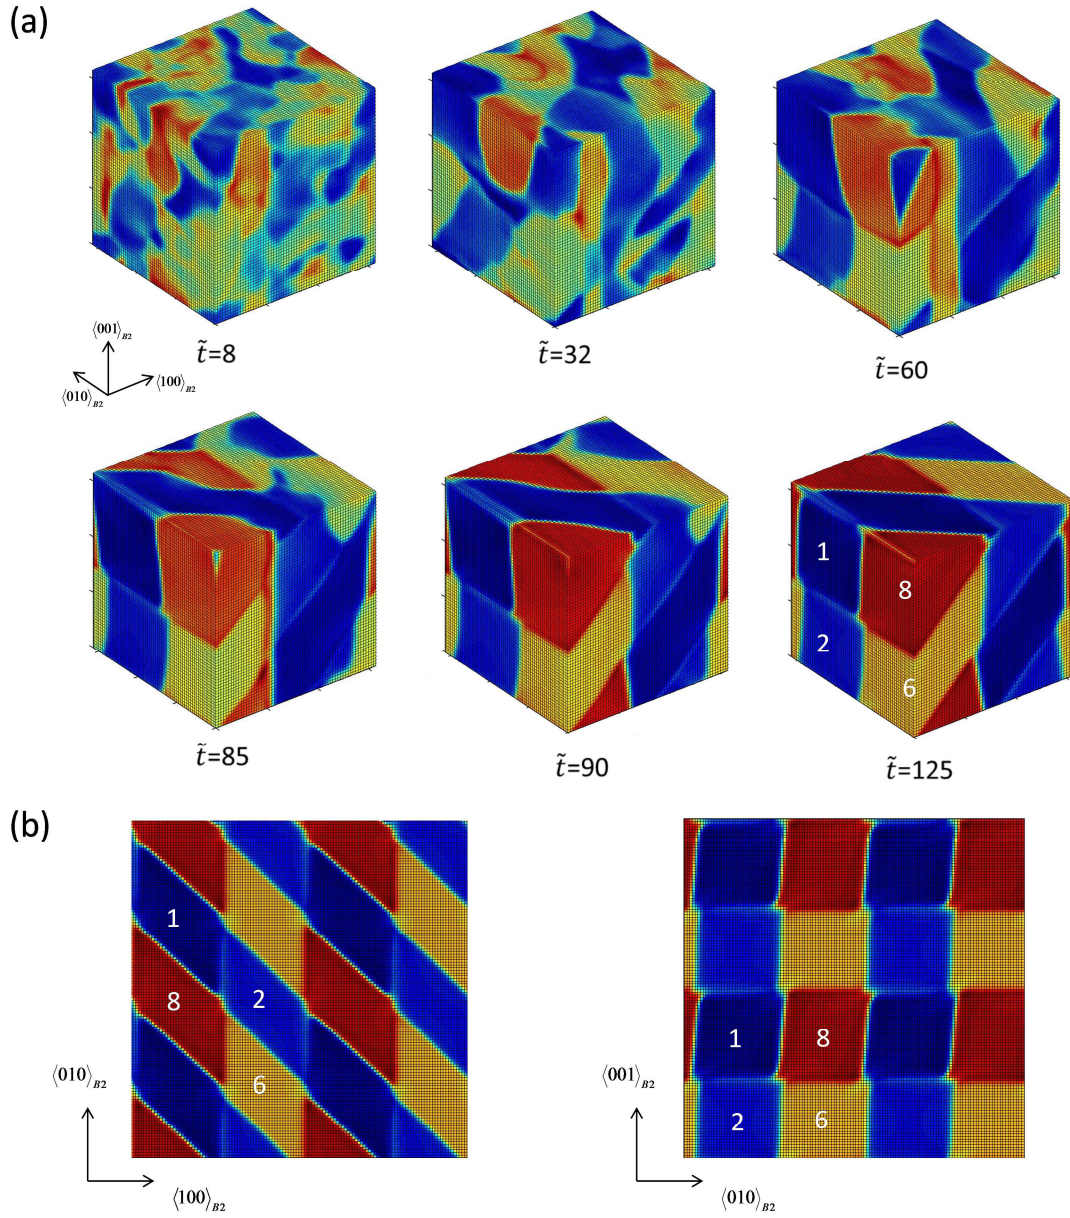 (a)
t̃=8
t̃=32
t̃=60
⟨001⟩B2
⟨010⟩B2
⟨100⟩B2
t̃=85
t̃=90
t̃=125
1
8
2
6
(b)
1
8
2
6
⟨010⟩B2
⟨100⟩B2
1
8
2
6
⟨001⟩B2
⟨010⟩B2